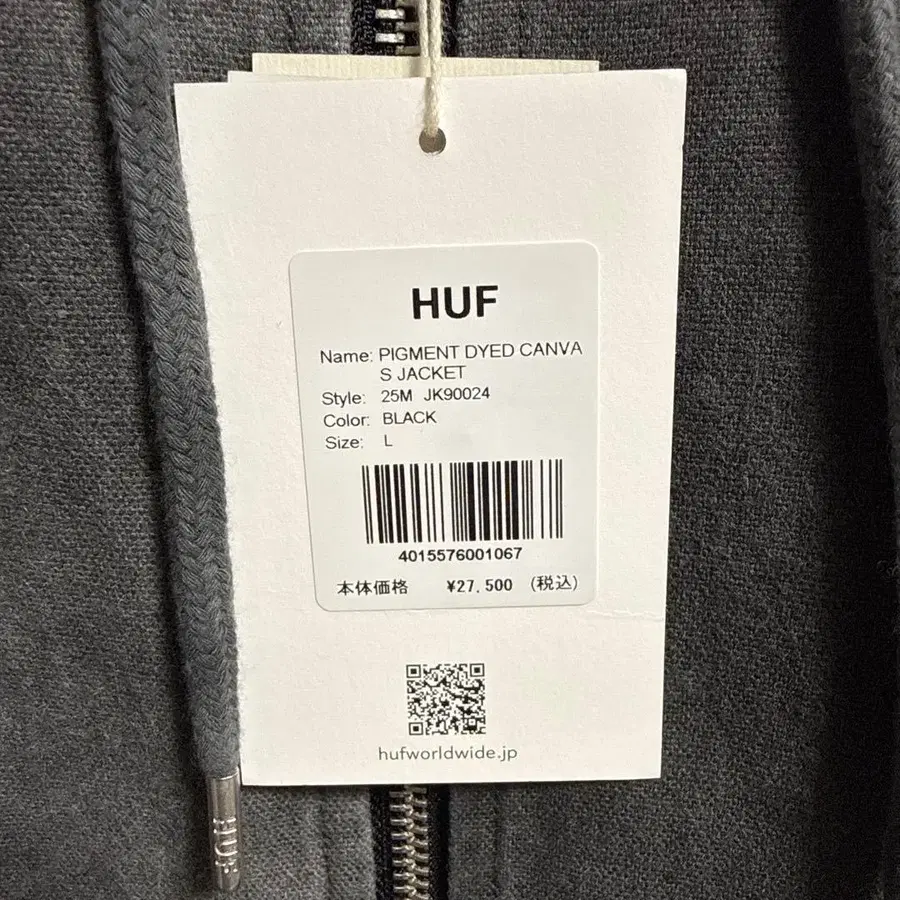 HUF
Name: PIGMENT DYED CANVA
S JACKET
Style: 25M JK90024
Color: BLACK
Size: L
4015576001067
本体価格 ¥27,500 (税込)
hufworldwide.jp
HUF